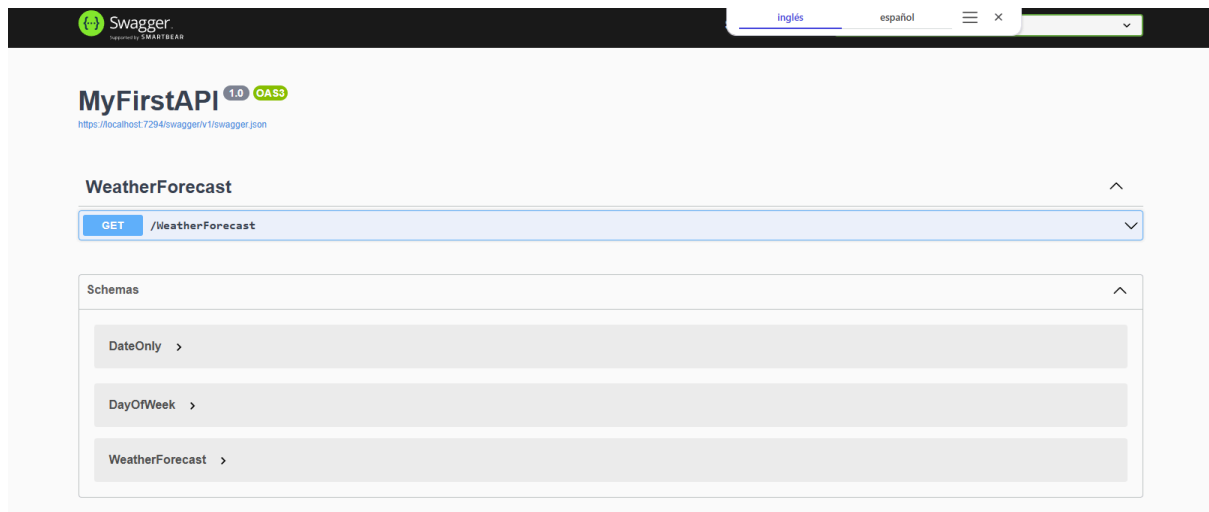 Swagger.
Supported by SMARTBEAR
inglés español
MyFirstAPI 1.0 OAS3
https://localhost:7294/swagger/v1/swagger.json
WeatherForecast
GET /WeatherForecast
Schemas
DateOnly
DayOfWeek
WeatherForecast